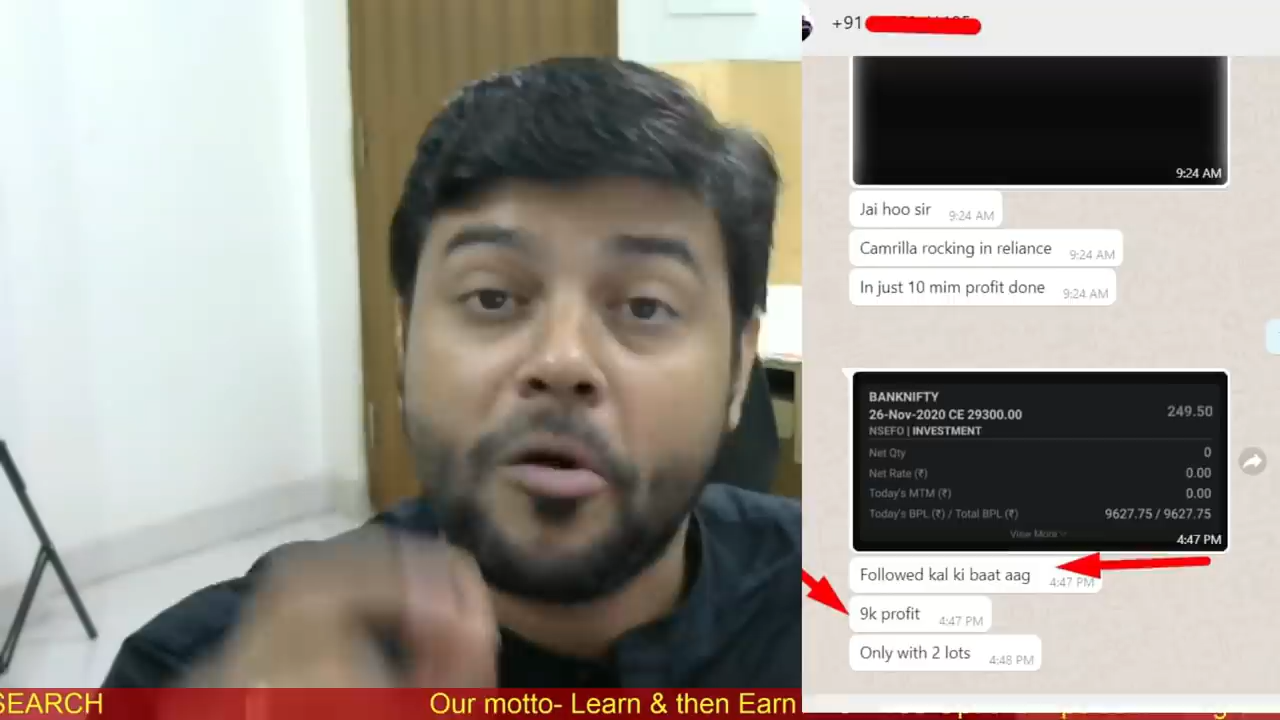 +91
9:24 AM
Jai hoo sir 9:24 AM
Camrilla rocking in reliance 9:24 AM
In just 10 mim profit done 9:24 AM
BANKNIFTY
26-Nov-2020 CE 29300.00 249.50
NSEFO | INVESTMENT
Net Qty 0
Net Rate (₹) 0.00
Today's MTM (₹) 0.00
Today's BPL (₹) / Total BPL (₹) 9627.75 / 9627.75
View More
4:47 PM
Followed kal ki baat aag 4:47 PM
9k profit 4:47 PM
Only with 2 lots 4:48 PM
SEARCH Our motto- Learn & then Earn